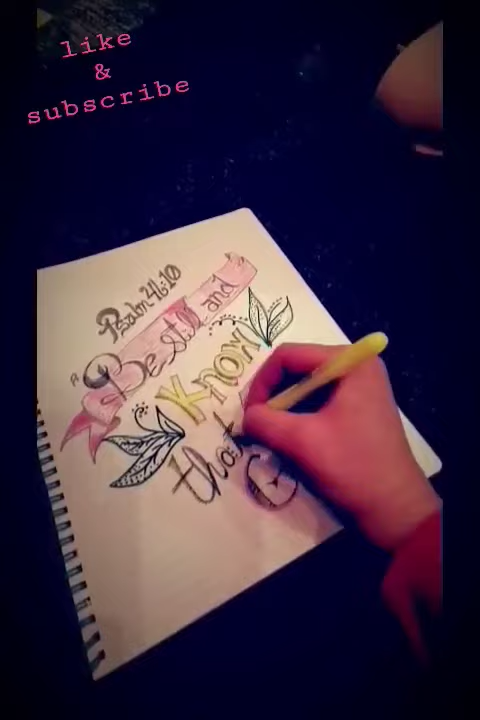 like
&
subscribe
Psalm 46:10
Be still and
Know
that
G